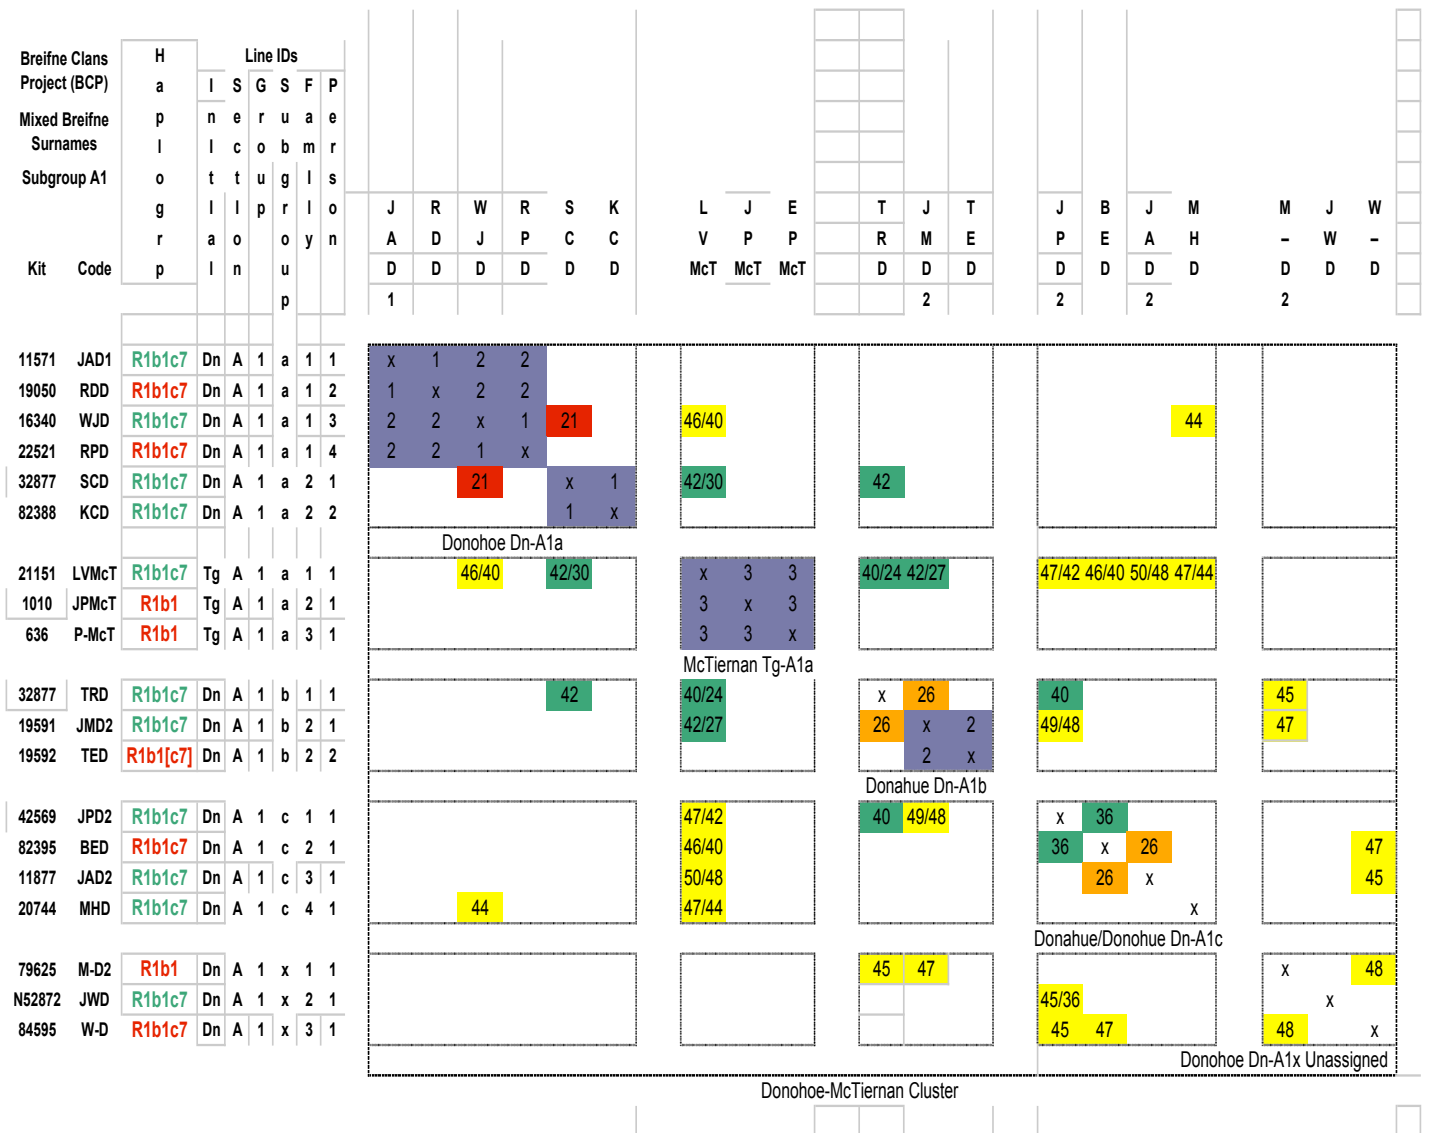 Breifne Clans
Project (BCP)
Mixed Breifne
Surnames
Subgroup A1
Kit Code
Haplogrp
Line IDs
InItIal
SectIon
Group
Subgroup
FamIly
Person
JAD1 RDD WJD RPD SCD KCD LVMcT JPMcT EPMcT TRD JMD2 TED JPD2 BED JAD2 MHD M–D2 JWD W–D
11571 JAD1 R1b1c7 Dn A 1 a 1 1 x 1 2 2
19050 RDD R1b1c7 Dn A 1 a 1 2 1 x 2 2
16340 WJD R1b1c7 Dn A 1 a 1 3 2 2 x 1 21 46/40 44
22521 RPD R1b1c7 Dn A 1 a 1 4 2 2 1 x
32877 SCD R1b1c7 Dn A 1 a 2 1 21 x 1 42/30 42
82388 KCD R1b1c7 Dn A 1 a 2 2 1 x
Donohoe Dn-A1a
21151 LVMcT R1b1c7 Tg A 1 a 1 1 46/40 42/30 x 3 3 40/24 42/27 47/42 46/40 50/48 47/44
1010 JPMcT R1b1 Tg A 1 a 2 1 3 x 3
636 P-McT R1b1 Tg A 1 a 3 1 3 3 x
McTiernan Tg-A1a
32877 TRD R1b1c7 Dn A 1 b 1 1 42 40/24 x 26 40 45
19591 JMD2 R1b1c7 Dn A 1 b 2 1 42/27 26 x 2 49/48 47
19592 TED R1b1[c7] Dn A 1 b 2 2 2 x
Donahue Dn-A1b
42569 JPD2 R1b1c7 Dn A 1 c 1 1 47/42 40 49/48 x 36
82395 BED R1b1c7 Dn A 1 c 2 1 46/40 36 x 26 47
11877 JAD2 R1b1c7 Dn A 1 c 3 1 50/48 26 x 45
20744 MHD R1b1c7 Dn A 1 c 4 1 44 47/44 x
Donahue/Donohue Dn-A1c
79625 M-D2 R1b1 Dn A 1 x 1 1 45 47 x 48
N52872 JWD R1b1c7 Dn A 1 x 2 1 45/36 x
84595 W-D R1b1c7 Dn A 1 x 3 1 45 47 48 x
Donohoe Dn-A1x Unassigned
Donohoe-McTiernan Cluster